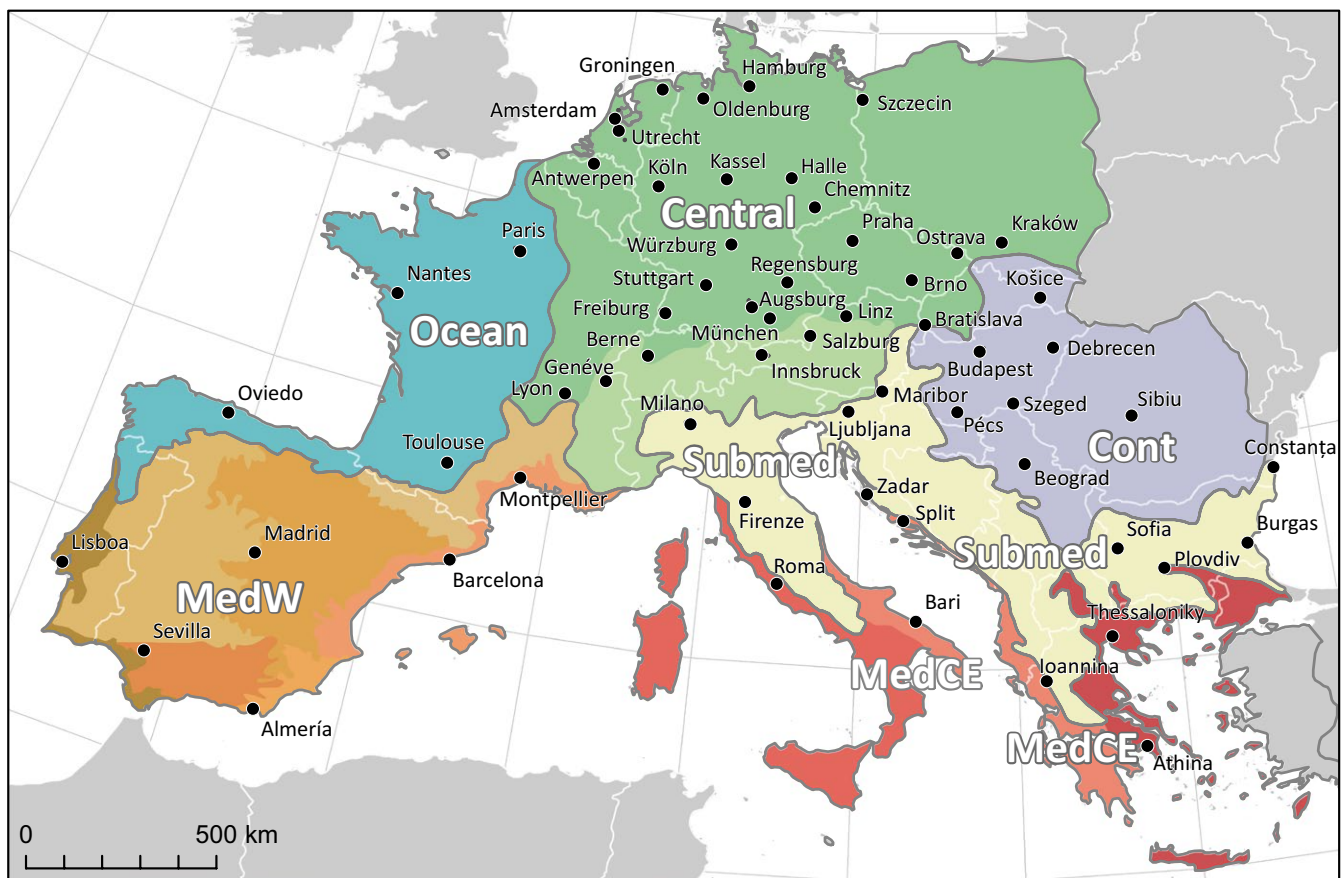 Groningen
Hamburg
Oldenburg
Szczecin
Amsterdam
Utrecht
Antwerpen
Köln
Kassel
Halle
Chemnitz
Central
Praha
Kraków
Ostrava
Paris
Würzburg
Regensburg
Košice
Nantes
Stuttgart
Brno
Augsburg
Freiburg
Linz
Bratislava
Ocean
München
Salzburg
Debrecen
Berne
Budapest
Genéve
Innsbruck
Lyon
Oviedo
Milano
Maribor
Szeged
Sibiu
Ljubljana
Pécs
Toulouse
Cont
Constanța
Submed
Beograd
Montpellier
Zadar
Firenze
Split
Sofia
Burgas
Lisboa
Madrid
Submed
Plovdiv
Barcelona
Roma
MedW
Bari
Thessaloniky
Sevilla
Ioannina
MedCE
Almería
MedCE
Athina
0 500 km